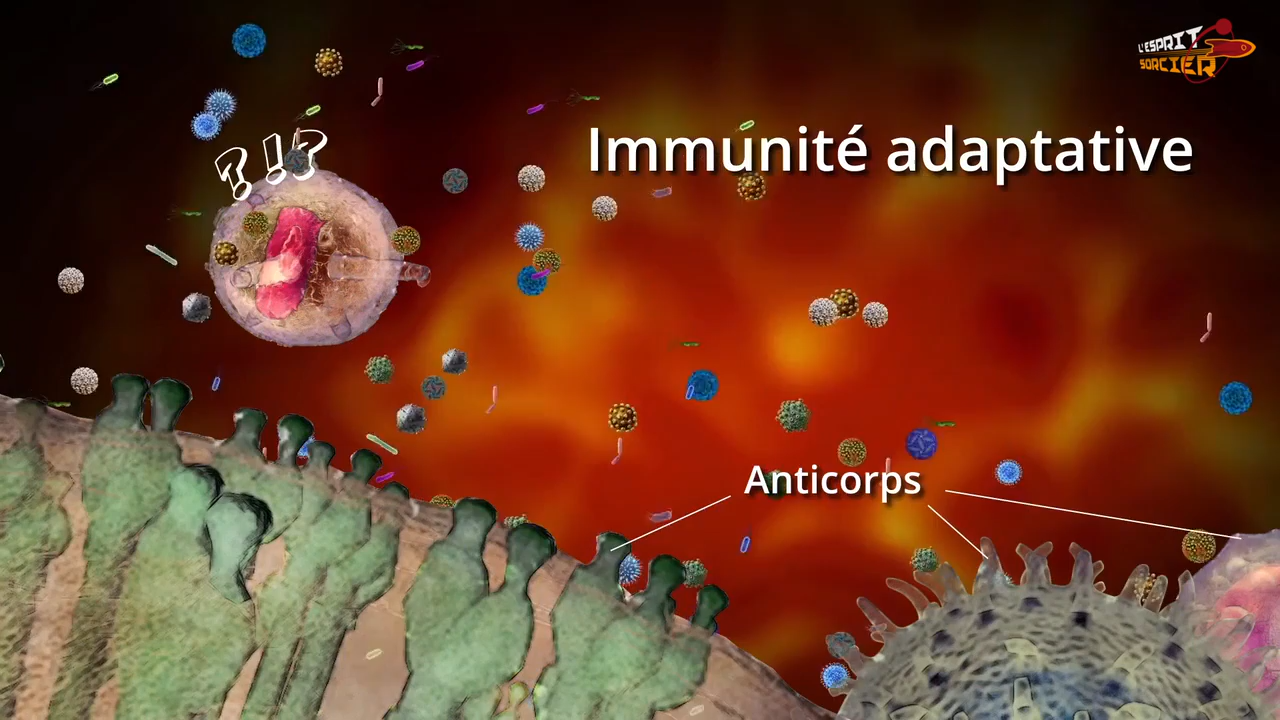 L'ESPRIT
SORCIER
? ! ?
Immunité adaptative
Anticorps